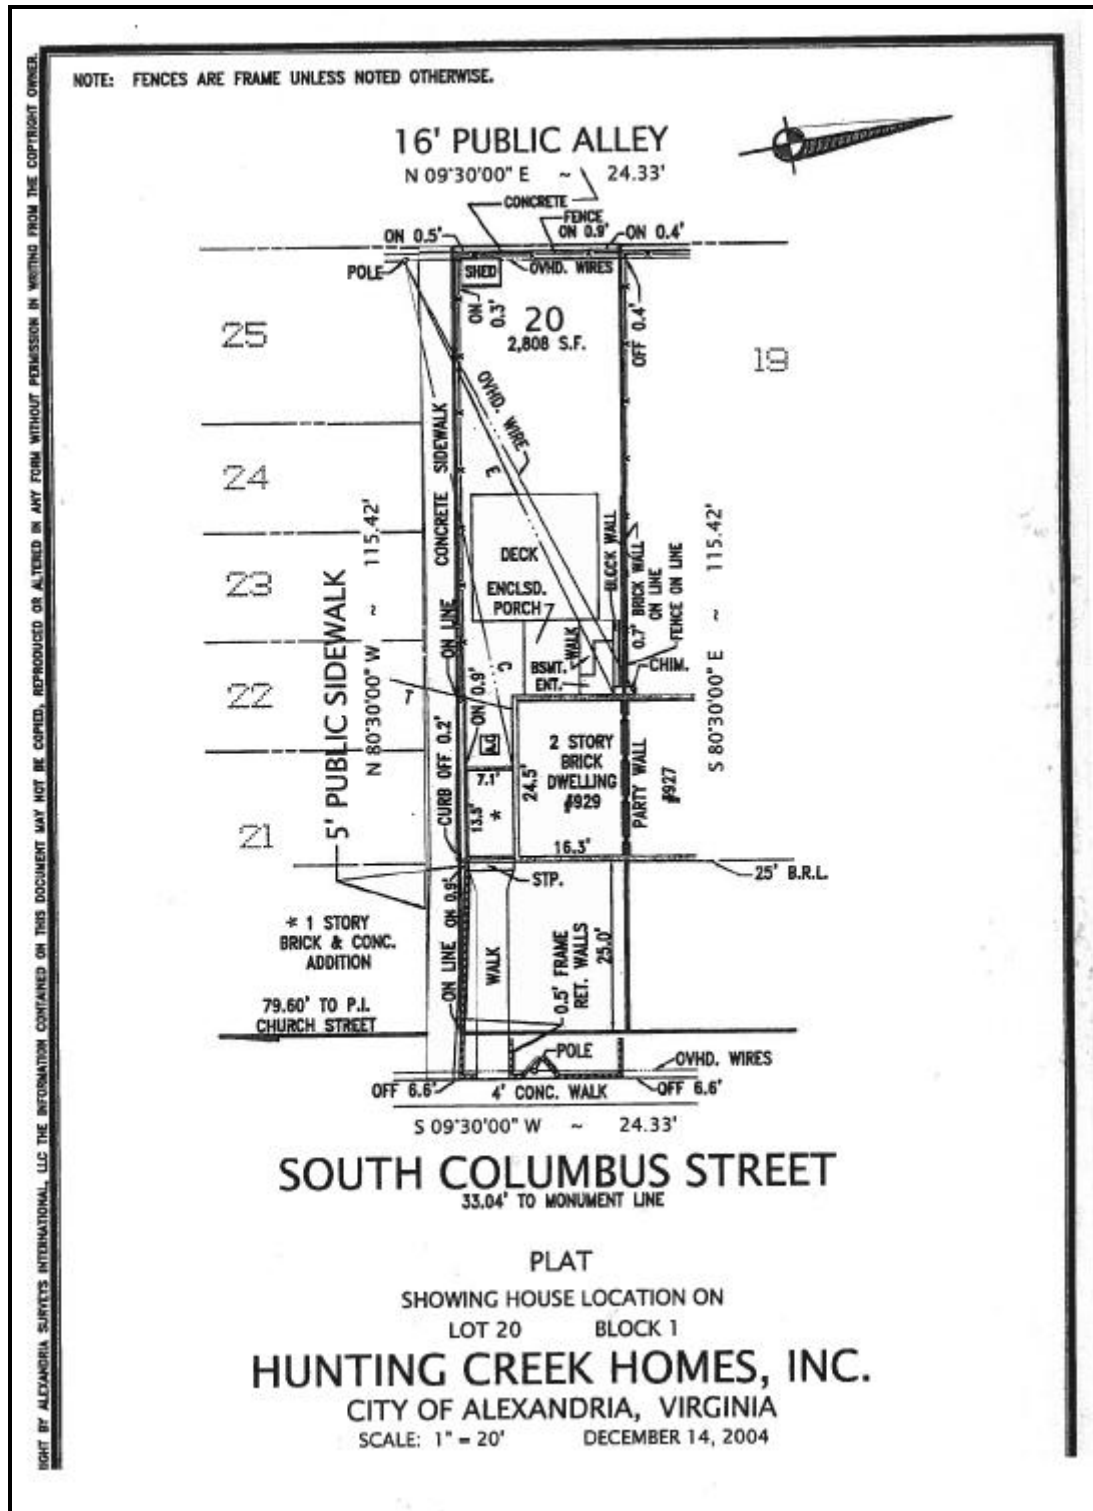 NOTE: FENCES ARE FRAME UNLESS NOTED OTHERWISE.
16' PUBLIC ALLEY
N 09°30'00" E ~ 24.33'
CONCRETE
FENCE
ON 0.9'
ON 0.5'
ON 0.4'
POLE
SHED
OVHD. WIRES
ON 0.3'
20
2,808 S.F.
OFF 0.4'
25
19
OVHD. WIRE
CONCRETE SIDEWALK
E
24
N 80°30'00" W ~ 115.42'
S 80°30'00" E ~ 115.42'
DECK
BLOCK WALL
0.7' BRICK WALL
ON LINE
FENCE ON LINE
23
ENCLSD.
PORCH
ON LINE
5' PUBLIC SIDEWALK
WALK
BSMT.
ENT.
CHIM.
C
22
T
ON 0.9'
CURB OFF 0.2'
A.C
2 STORY
BRICK
DWELLING
#929
24.5'
PARTY WALL
#927
7.1'
13.5'
*
16.3'
21
25' B.R.L.
STP.
ON LINE ON 0.9'
* 1 STORY
BRICK & CONC.
ADDITION
WALK
0.5' FRAME
RET. WALLS
25.0'
79.60' TO P.I.
CHURCH STREET
POLE
OVHD. WIRES
OFF 6.6'
4' CONC. WALK
OFF 6.6'
S 09°30'00" W ~ 24.33'
SOUTH COLUMBUS STREET
33.04' TO MONUMENT LINE
PLAT
SHOWING HOUSE LOCATION ON
LOT 20 BLOCK 1
HUNTING CREEK HOMES, INC.
CITY OF ALEXANDRIA, VIRGINIA
SCALE: 1" = 20' DECEMBER 14, 2004
BY ALEXANDRIA SURVEYS INTERNATIONAL, LLC THE INFORMATION CONTAINED ON THIS DOCUMENT MAY NOT BE COPIED, REPRODUCED OR ALTERED IN ANY FORM WITHOUT PERMISSION IN WRITING FROM THE COPYRIGHT OWNER.